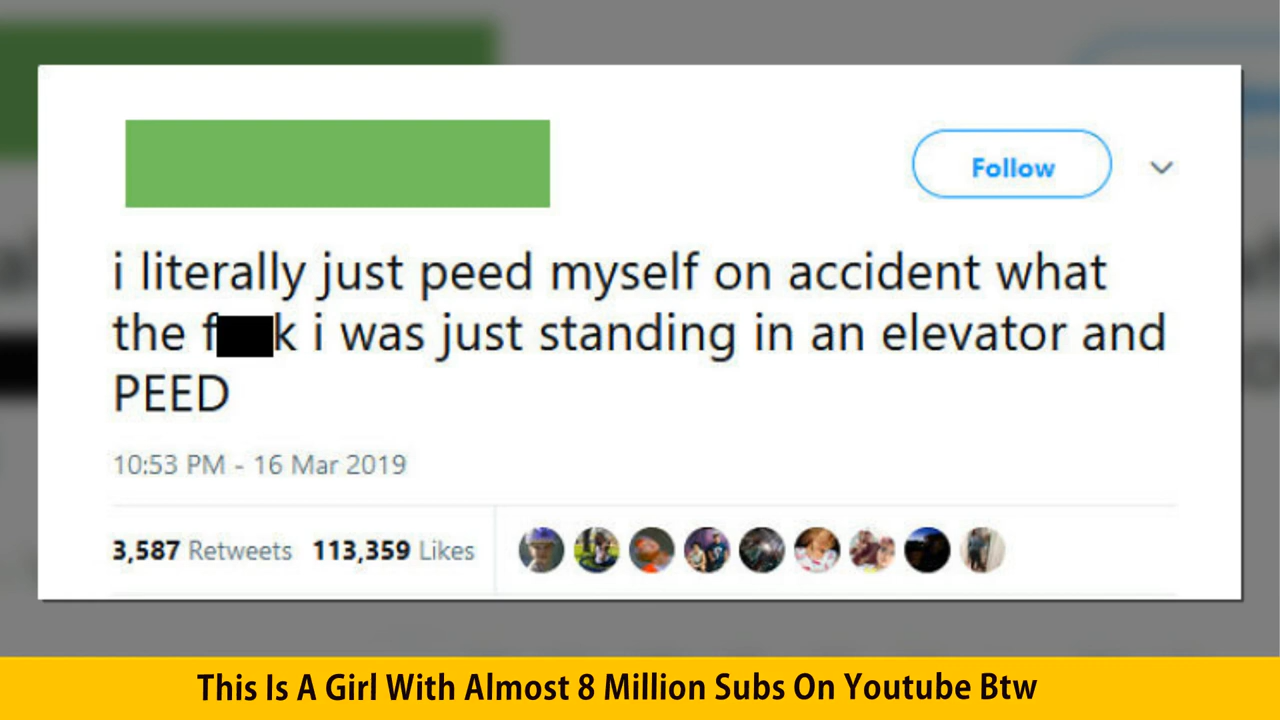 Follow
i literally just peed myself on accident what
the f k i was just standing in an elevator and
PEED
10:53 PM - 16 Mar 2019
3,587 Retweets 113,359 Likes
This Is A Girl With Almost 8 Million Subs On Youtube Btw